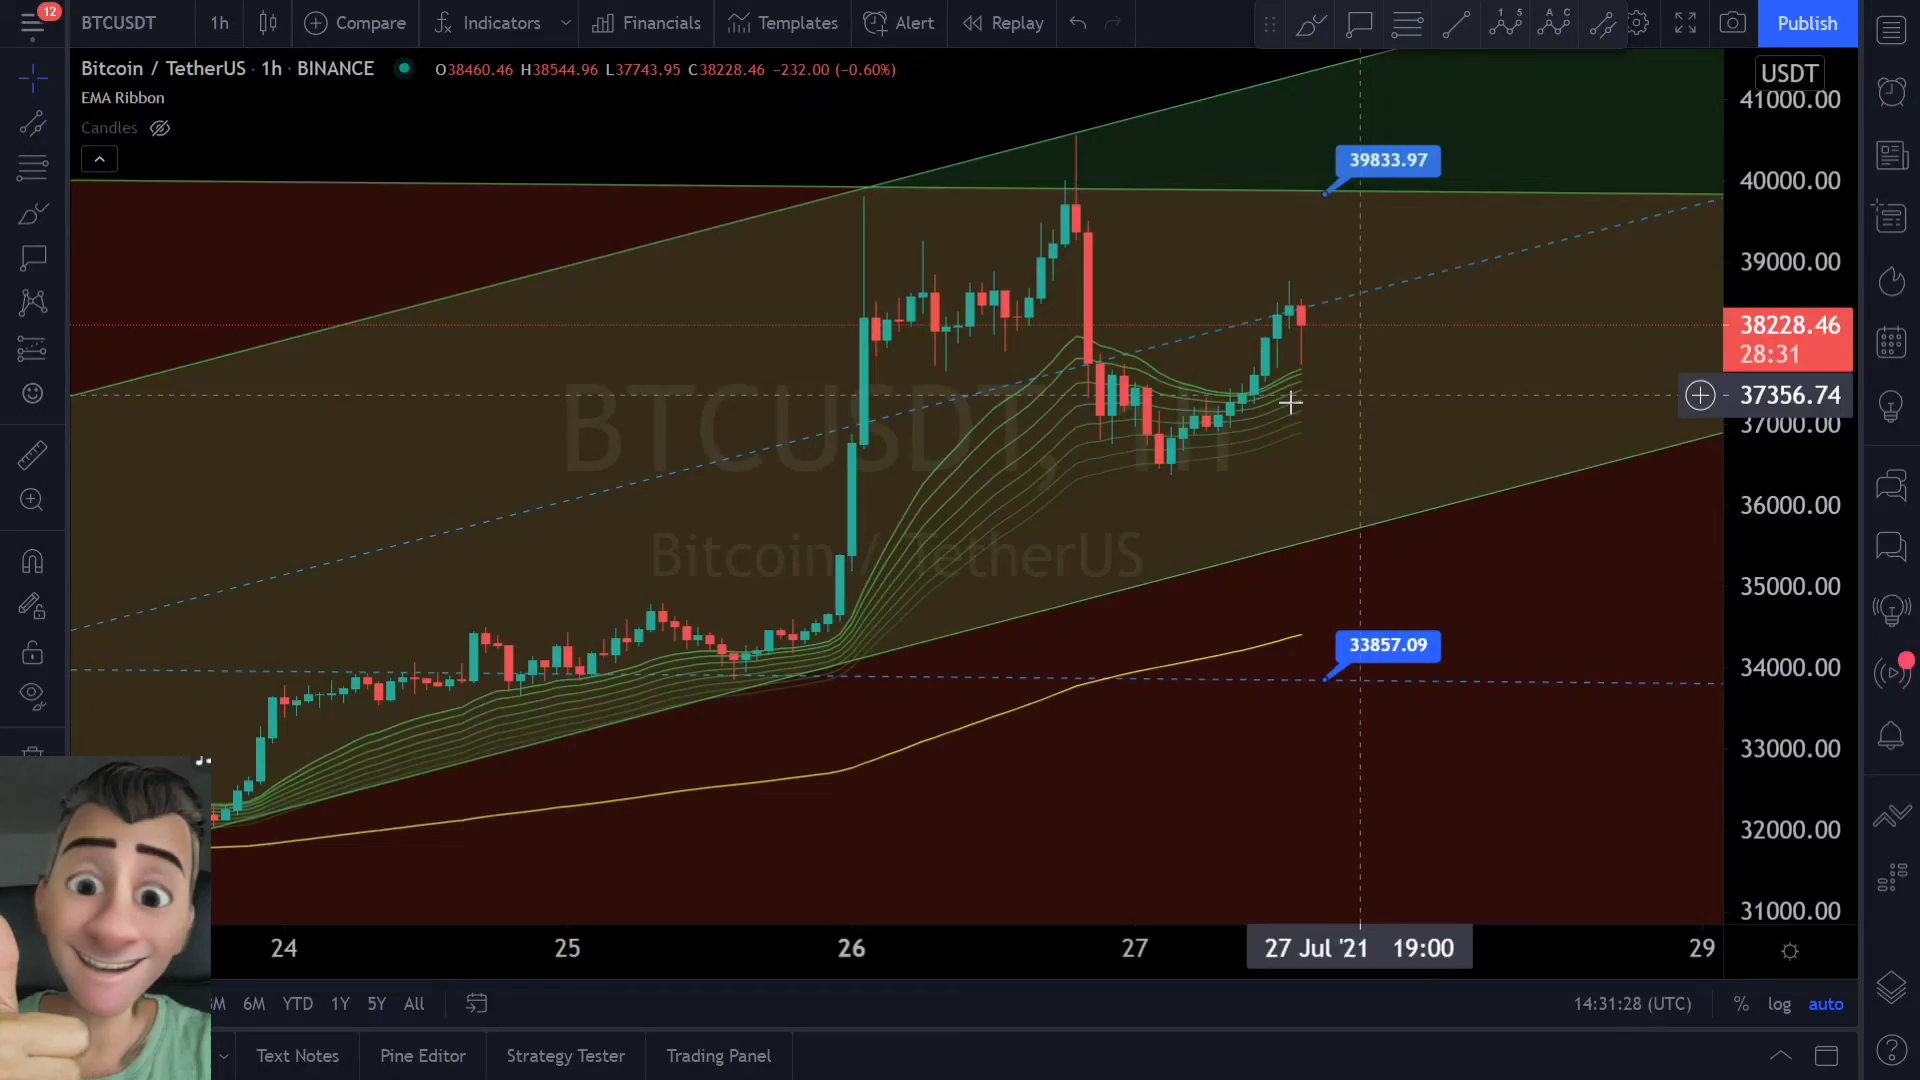 12
BTCUSDT 1h Compare Indicators Financials Templates Alert Replay Publish
Bitcoin / TetherUS · 1h · BINANCE O38460.46 H38544.96 L37743.95 C38228.46 −232.00 (−0.60%)
EMA Ribbon
Candles
USDT
41000.00
39833.97
40000.00
39000.00
38228.46
28:31
37356.74
37000.00
BTCUSDT, 1h
Bitcoin / TetherUS
36000.00
35000.00
33857.09
34000.00
33000.00
32000.00
31000.00
24 25 26 27 27 Jul '21 19:00 29
6M YTD 1Y 5Y All 14:31:28 (UTC) % log auto
Text Notes Pine Editor Strategy Tester Trading Panel